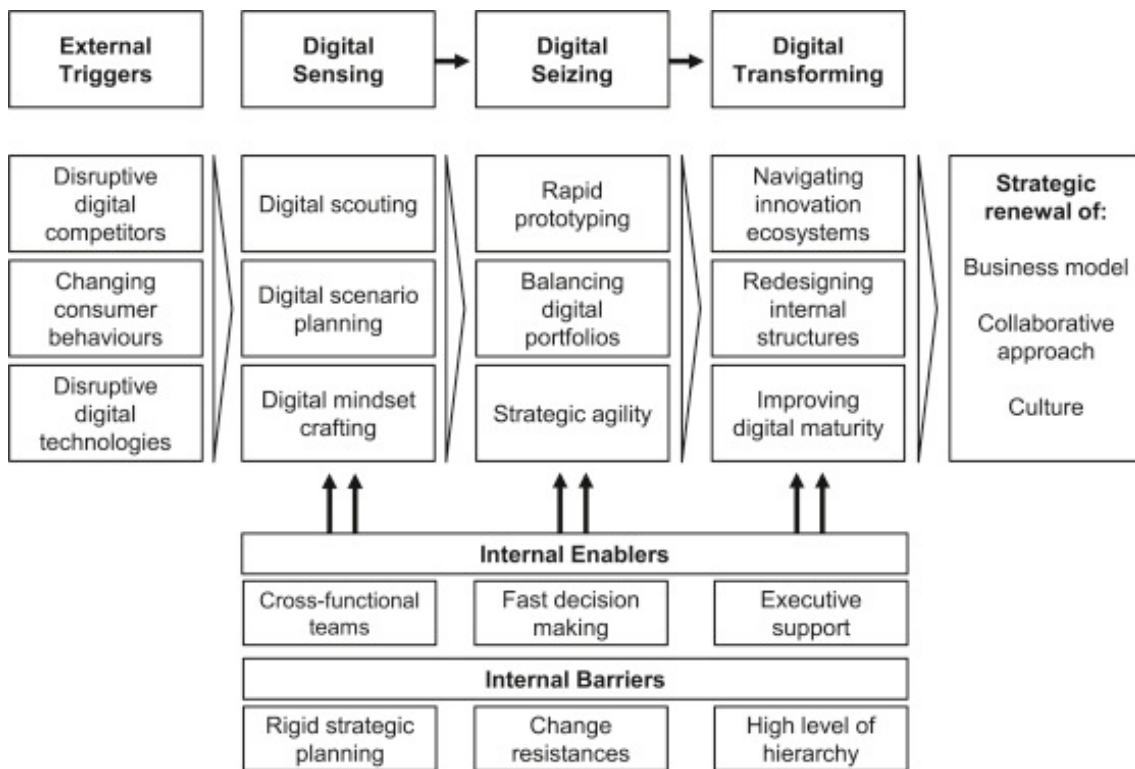 External
Triggers
Digital
Sensing
Digital
Seizing
Digital
Transforming
Disruptive
digital
competitors
Digital scouting
Rapid
prototyping
Navigating
innovation
ecosystems
Changing
consumer
behaviours
Digital scenario
planning
Balancing
digital
portfolios
Redesigning
internal
structures
Disruptive
digital
technologies
Digital mindset
crafting
Strategic agility
Improving
digital maturity
Strategic
renewal of:
Business model
Collaborative
approach
Culture
Internal Enablers
Cross-functional
teams
Fast decision
making
Executive
support
Internal Barriers
Rigid strategic
planning
Change
resistances
High level of
hierarchy